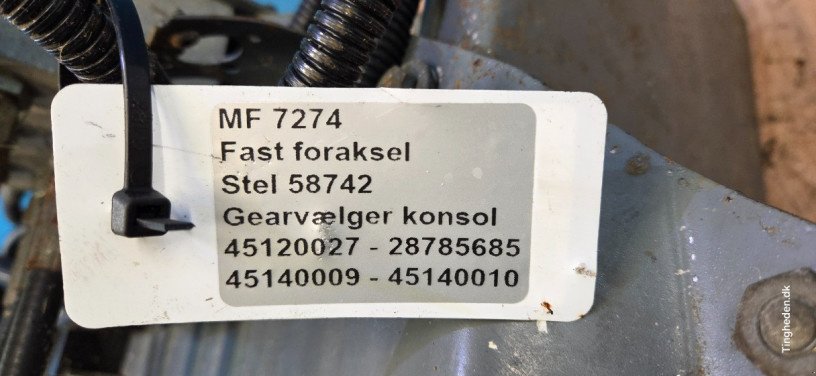 MF 7274
Fast foraksel
Stel 58742
Gearvælger konsol
45120027 - 28785685
45140009 - 45140010
Tingheden.dk